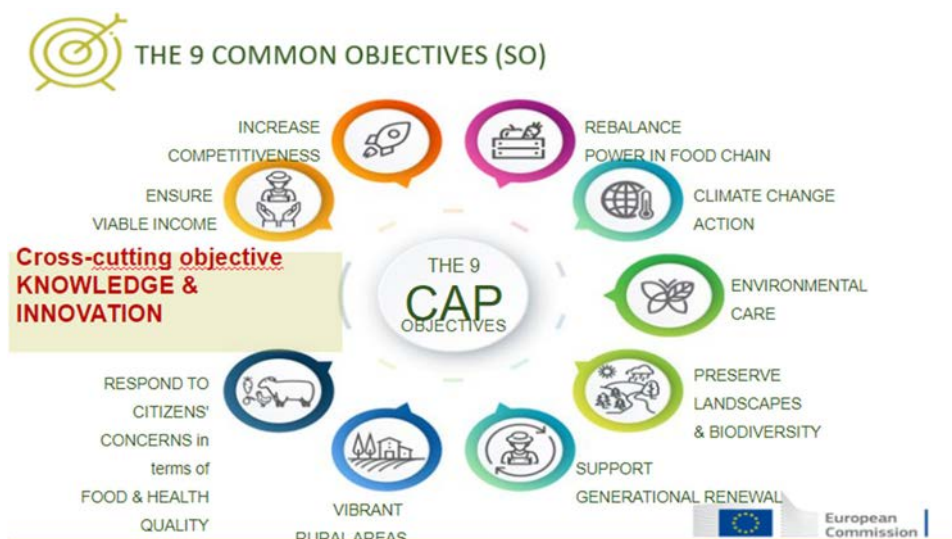 THE 9 COMMON OBJECTIVES (SO)
INCREASE
COMPETITIVENESS
REBALANCE
POWER IN FOOD CHAIN
ENSURE
VIABLE INCOME
CLIMATE CHANGE
ACTION
Cross-cutting objective
KNOWLEDGE &
INNOVATION
THE 9
CAP
OBJECTIVES
ENVIRONMENTAL
CARE
RESPOND TO
CITIZENS'
CONCERNS in
terms of
FOOD & HEALTH
QUALITY
PRESERVE
LANDSCAPES
& BIODIVERSITY
VIBRANT
RURAL AREAS
SUPPORT
GENERATIONAL RENEWAL
European
Commission